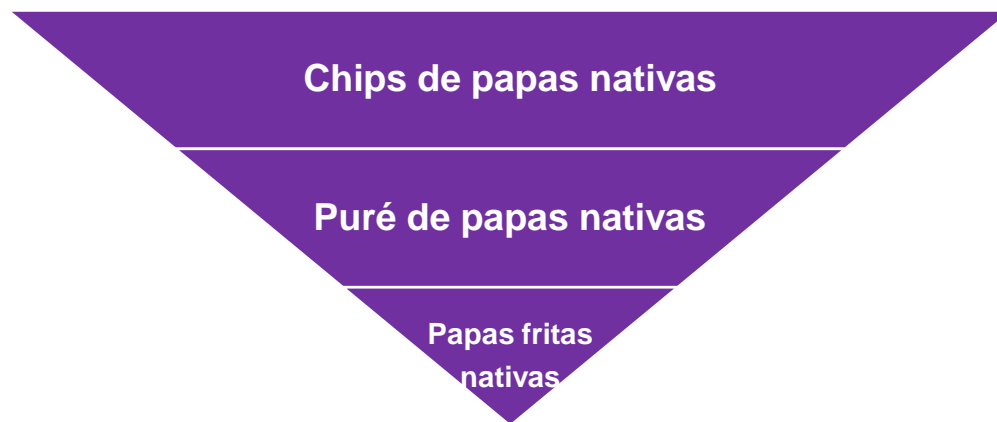 Chips de papas nativas
Puré de papas nativas
Papas fritas
nativas